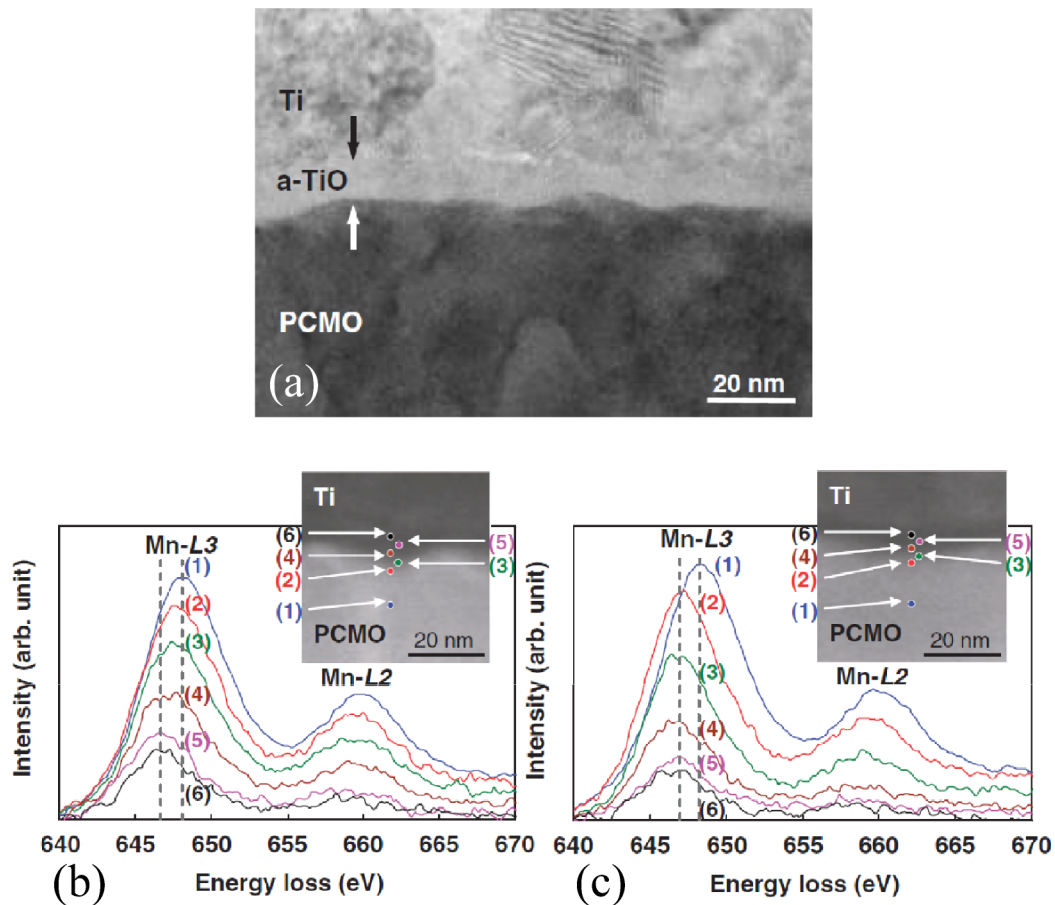 Ti
a-TiO
PCMO
(a)
20 nm
Ti
(6)
(5)
(4)
(3)
(2)
(1)
PCMO
20 nm
Mn-L3
(1)
(2)
(3)
(4)
(5)
(6)
Mn-L2
Intensity (arb. unit)
640 645 650 655 660 665 670
Energy loss (eV)
(b)
Ti
(6)
(5)
(4)
(3)
(2)
(1)
PCMO
20 nm
Mn-L3
(1)
(2)
(3)
(4)
(5)
(6)
Mn-L2
Intensity (arb. unit)
640 645 650 655 660 665 670
Energy loss (eV)
(c)